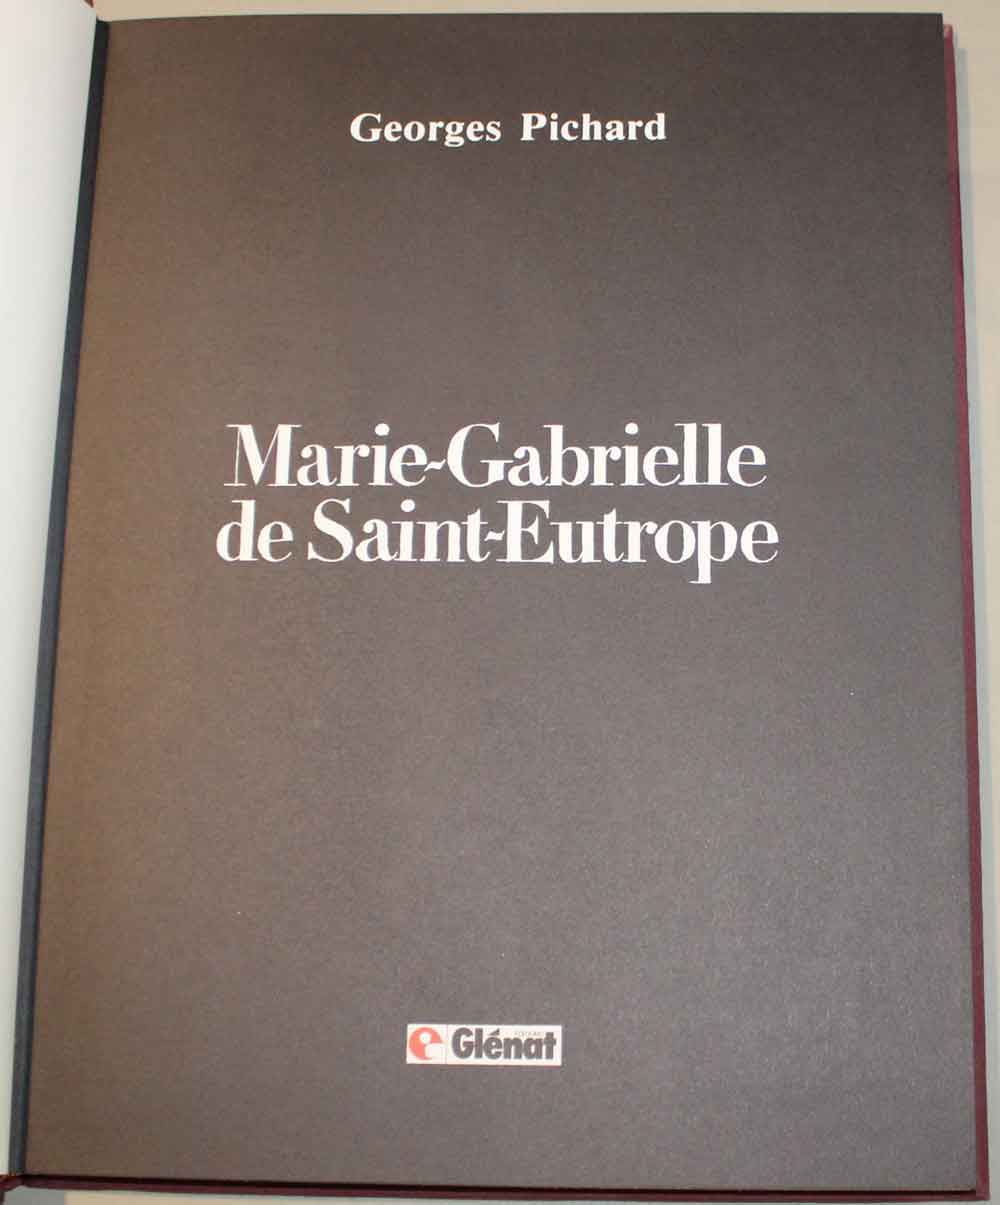 Georges Pichard
Marie-Gabrielle
de Saint-Eutrope
Glénat